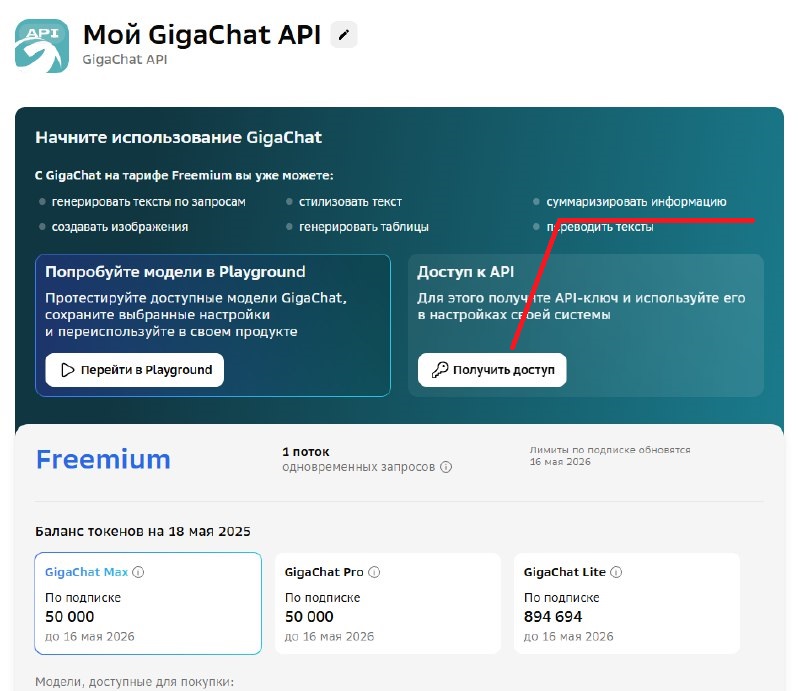 API
Мой GigaChat API
GigaChat API
Начните использование GigaChat
С GigaChat на тарифе Freemium вы уже можете:
генерировать тексты по запросам
стилизовать текст
суммаризировать информацию
создавать изображения
генерировать таблицы
переводить тексты
Попробуйте модели в Playground
Протестируйте доступные модели GigaChat,
сохраните выбранные настройки
и переиспользуйте в своем продукте
Перейти в Playground
Доступ к API
Для этого получите API-ключ и используйте его
в настройках своей системы
Получить доступ
Freemium
1 поток
одновременных запросов
Лимиты по подписке обновятся
16 мая 2026
Баланс токенов на 18 мая 2025
GigaChat Max
По подписке
50 000
до 16 мая 2026
GigaChat Pro
По подписке
50 000
до 16 мая 2026
GigaChat Lite
По подписке
894 694
до 16 мая 2026
Модели, доступные для покупки: